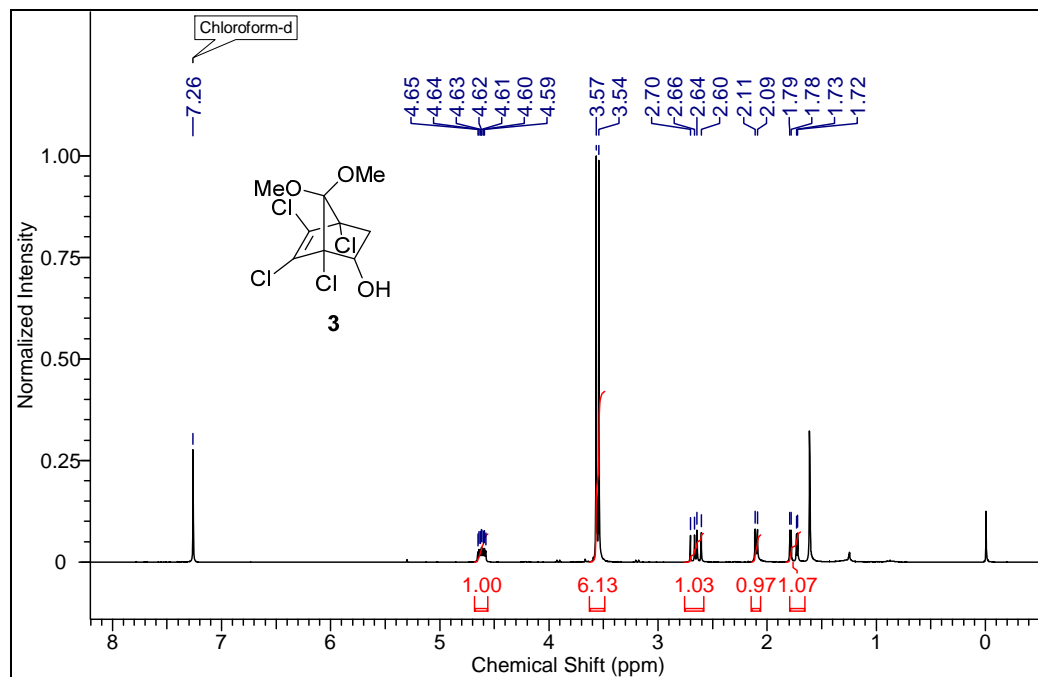 Chloroform-d
7.26
4.65
4.64
4.63
4.62
4.61
4.60
4.59
3.57
3.54
2.70
2.66
2.64
2.60
2.11
2.09
1.79
1.78
1.73
1.72
1.00
0.75
0.50
0.25
0
Normalized Intensity
MeO
OMe
Cl
Cl
Cl
Cl
OH
3
1.00
6.13
1.03
0.97
1.07
8 7 6 5 4 3 2 1 0
Chemical Shift (ppm)